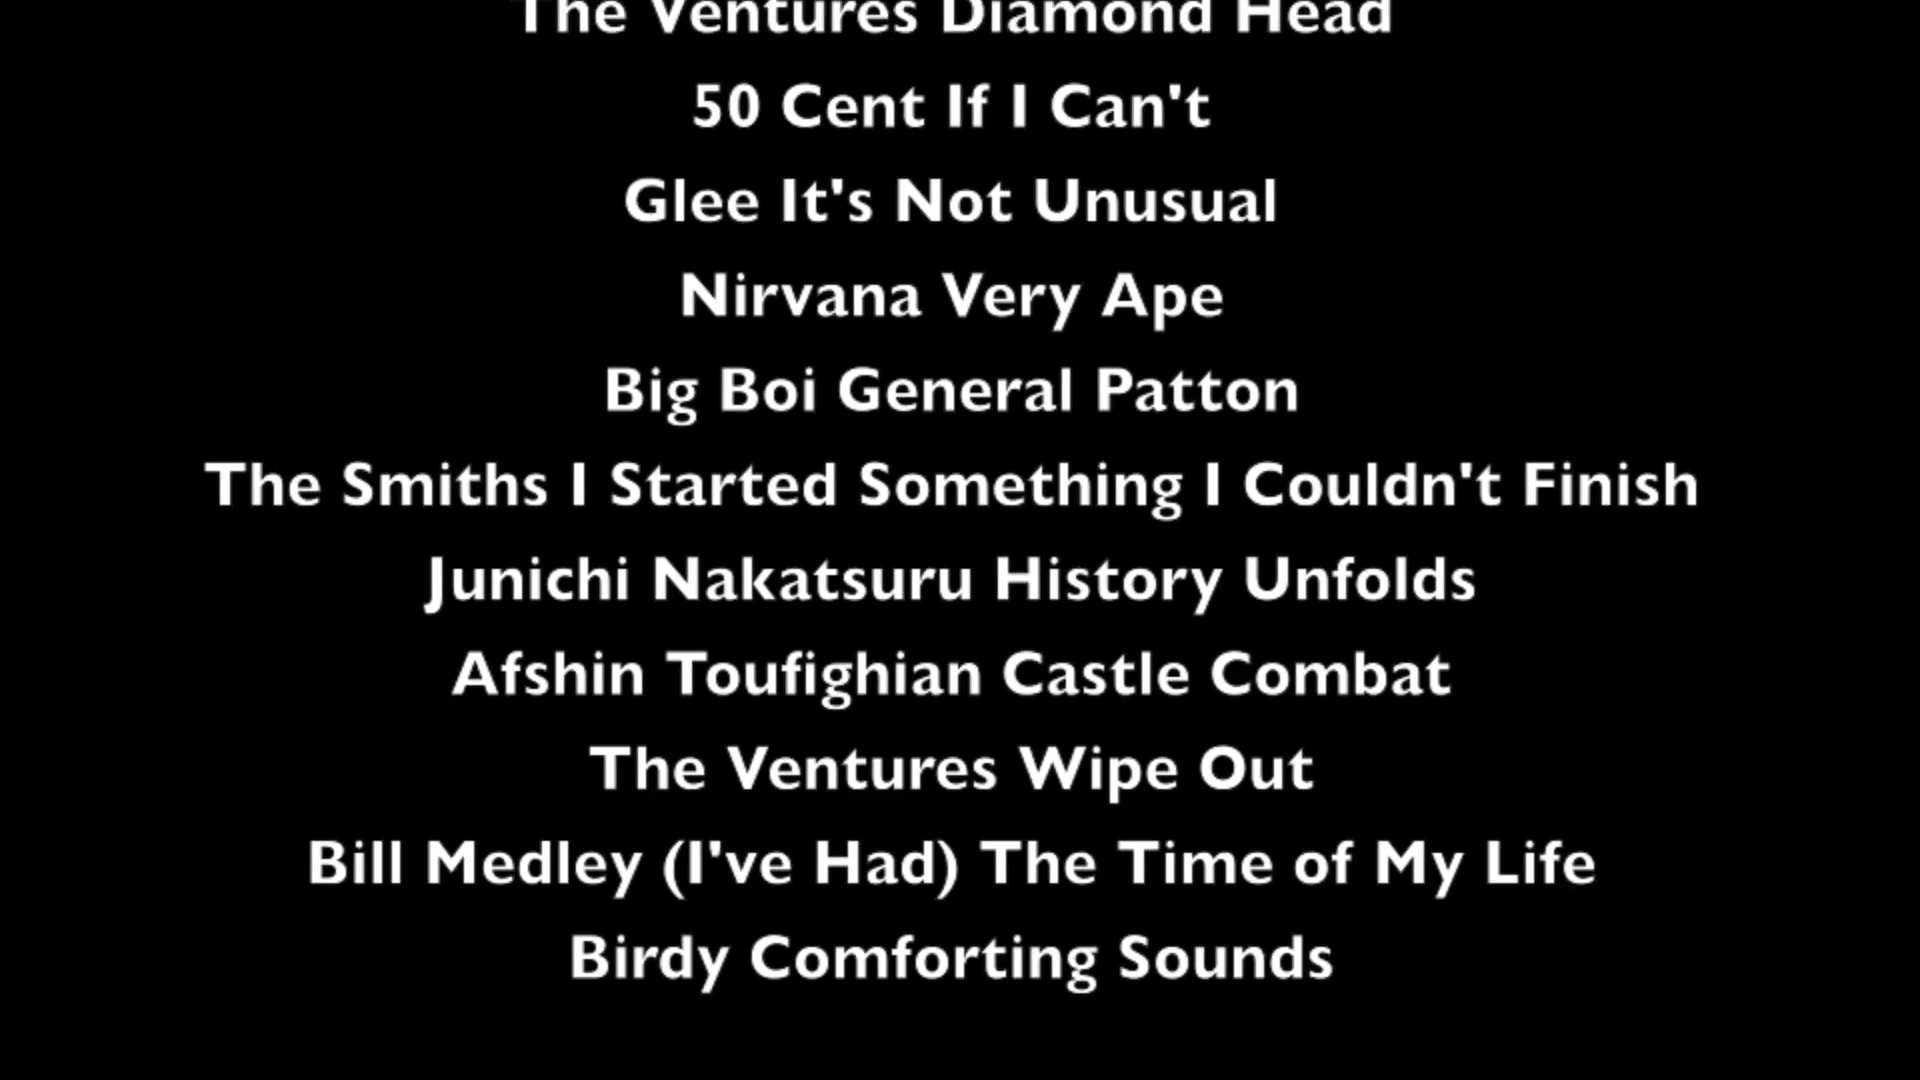 The Ventures Diamond Head
50 Cent If I Can't
Glee It's Not Unusual
Nirvana Very Ape
Big Boi General Patton
The Smiths I Started Something I Couldn't Finish
Junichi Nakatsuru History Unfolds
Afshin Toufighian Castle Combat
The Ventures Wipe Out
Bill Medley (I've Had) The Time of My Life
Birdy Comforting Sounds